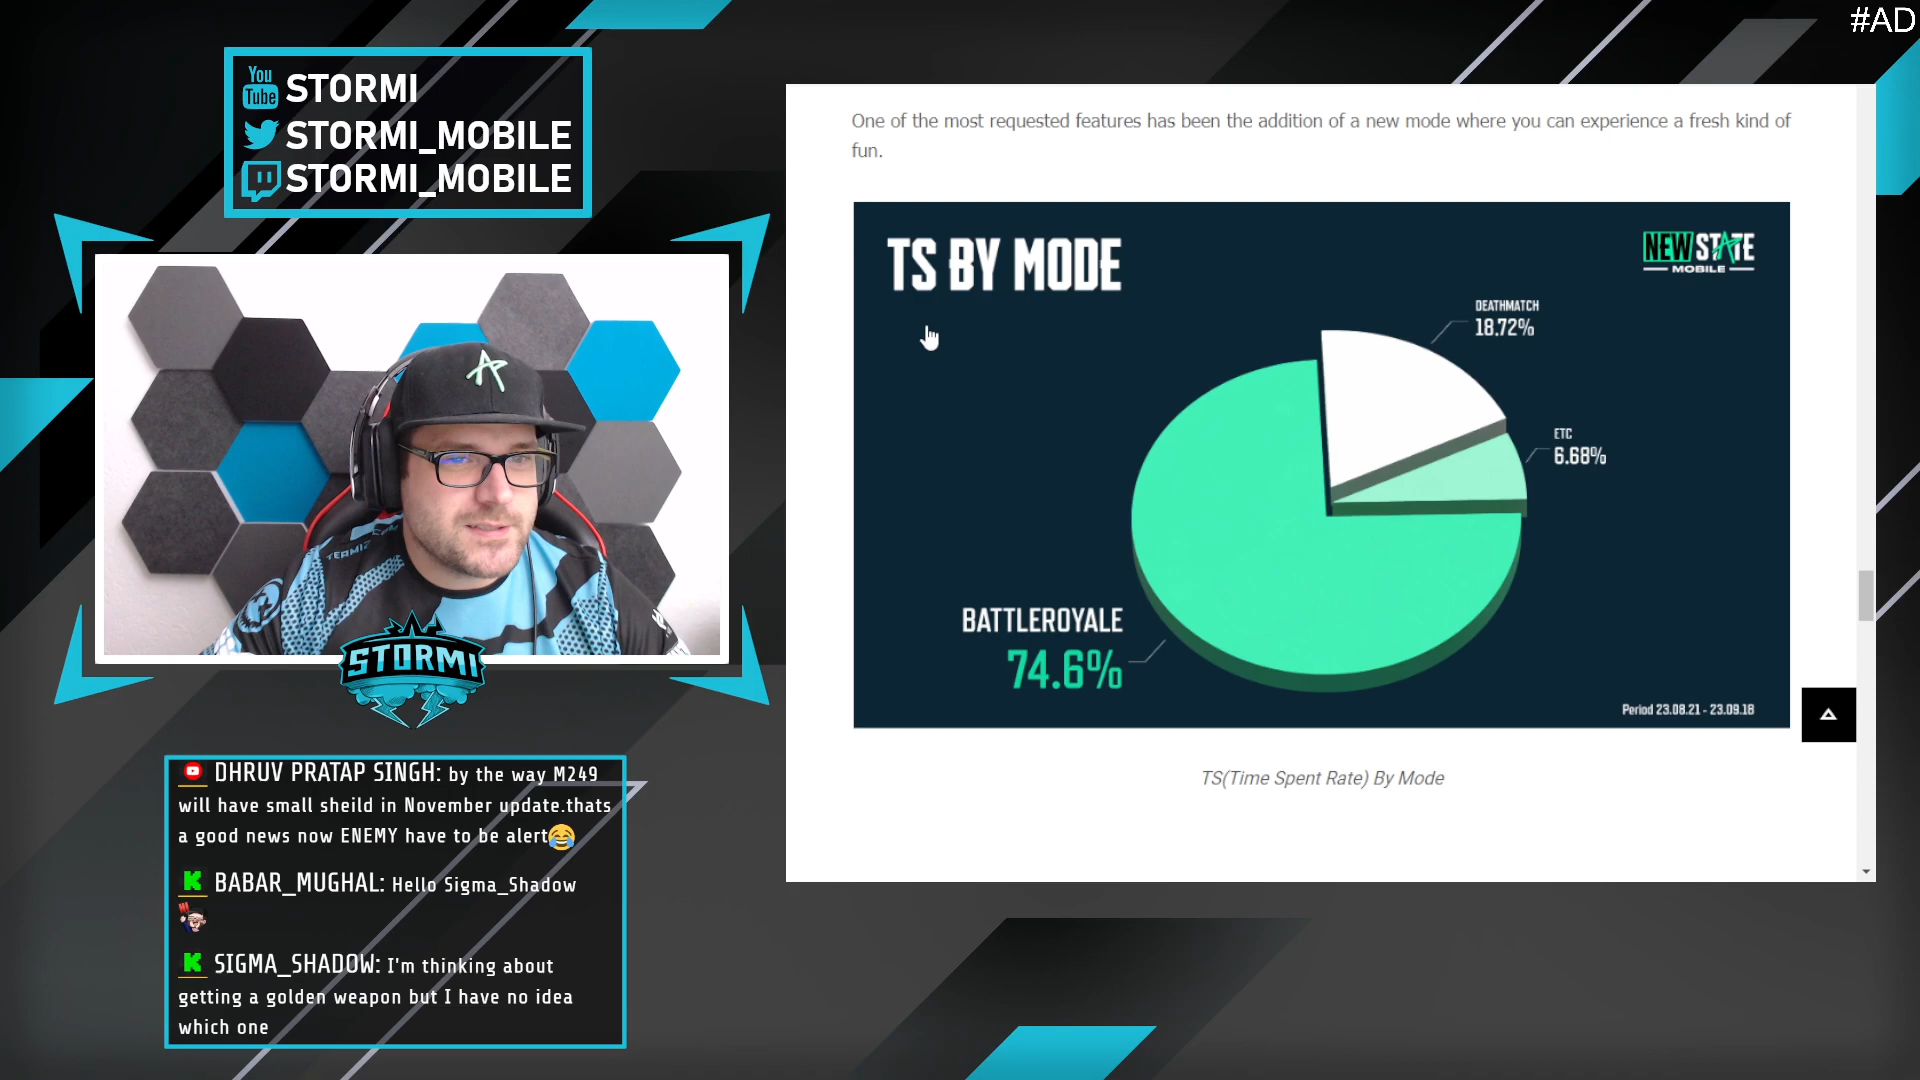 #AD
You
Tube
STORMI
STORMI_MOBILE
STORMI_MOBILE
One of the most requested features has been the addition of a new mode where you can experience a fresh kind of
fun.
TS BY MODE
NEW STATE
MOBILE
DEATHMATCH
18.72%
ETC
6.68%
BATTLEROYALE
74.6%
Period 23.08.21 - 23.09.18
TS(Time Spent Rate) By Mode
STORMI
DHRUV PRATAP SINGH: by the way M249
will have small sheild in November update.thats
a good news now ENEMY have to be alert😂
BABAR_MUGHAL: Hello Sigma_Shadow
SIGMA_SHADOW: I'm thinking about
getting a golden weapon but I have no idea
which one